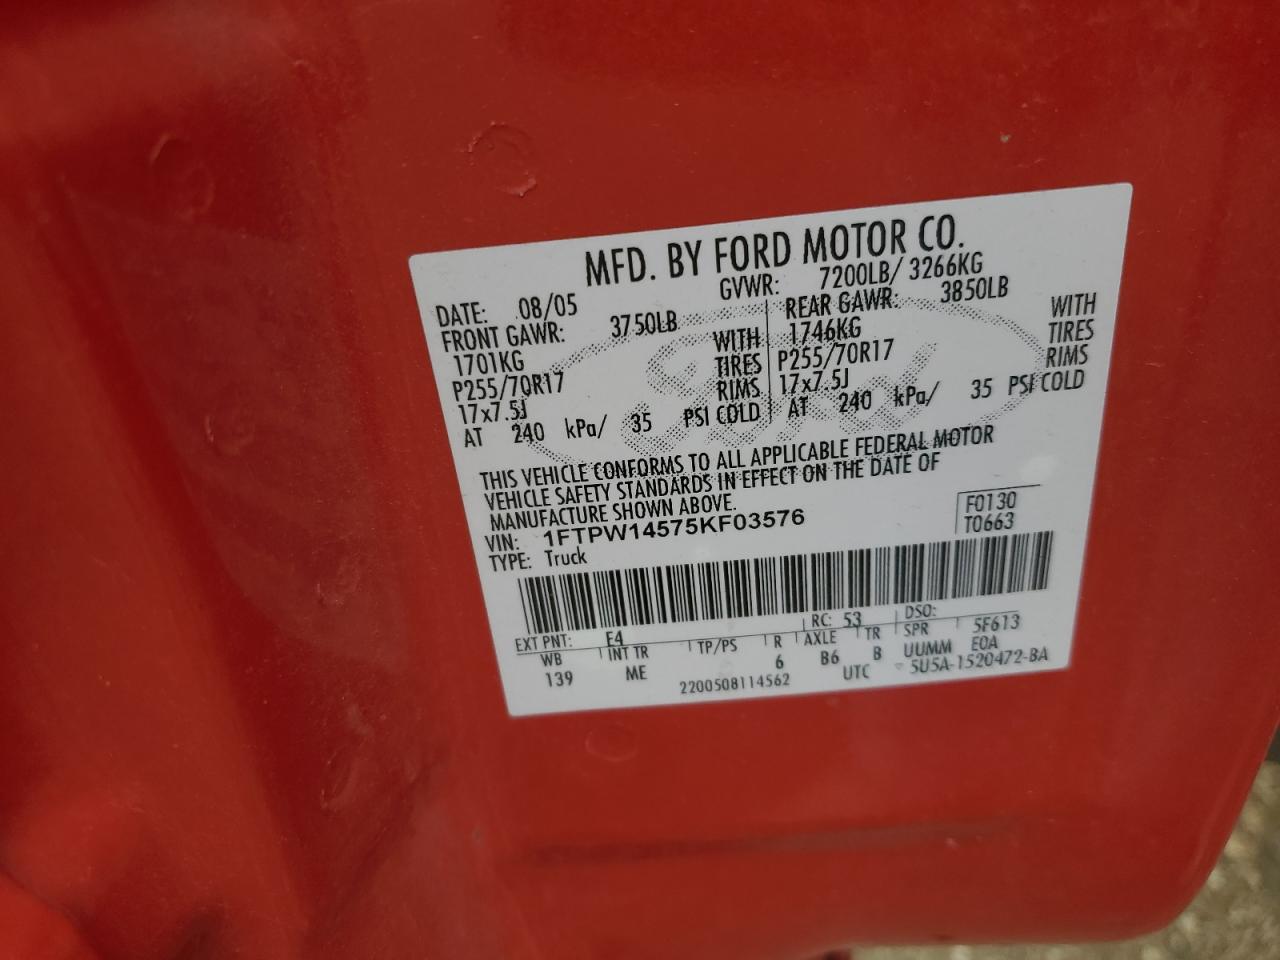 MFD. BY FORD MOTOR CO.
DATE: 08/05 GVWR: 7200LB/ 3266KG
FRONT GAWR: 3750LB REAR GAWR: 3850LB
1701KG WITH 1746KG WITH
P255/70R17 TIRES P255/70R17 TIRES
17x7.5J RIMS 17x7.5J RIMS
AT 240 kPa/ 35 PSI COLD AT 240 kPa/ 35 PSI COLD
Ford
THIS VEHICLE CONFORMS TO ALL APPLICABLE FEDERAL MOTOR
VEHICLE SAFETY STANDARDS IN EFFECT ON THE DATE OF
MANUFACTURE SHOWN ABOVE.
VIN: 1FTPW14575KF03576 F0130
TYPE: Truck T0663
EXT PNT: E4 RC: 53 DSO:
WB INT TR TP/PS R AXLE TR SPR 5F613
139 ME 6 B6 B UUMM E0A
2200508114562 UTC 5U5A-1520472-BA